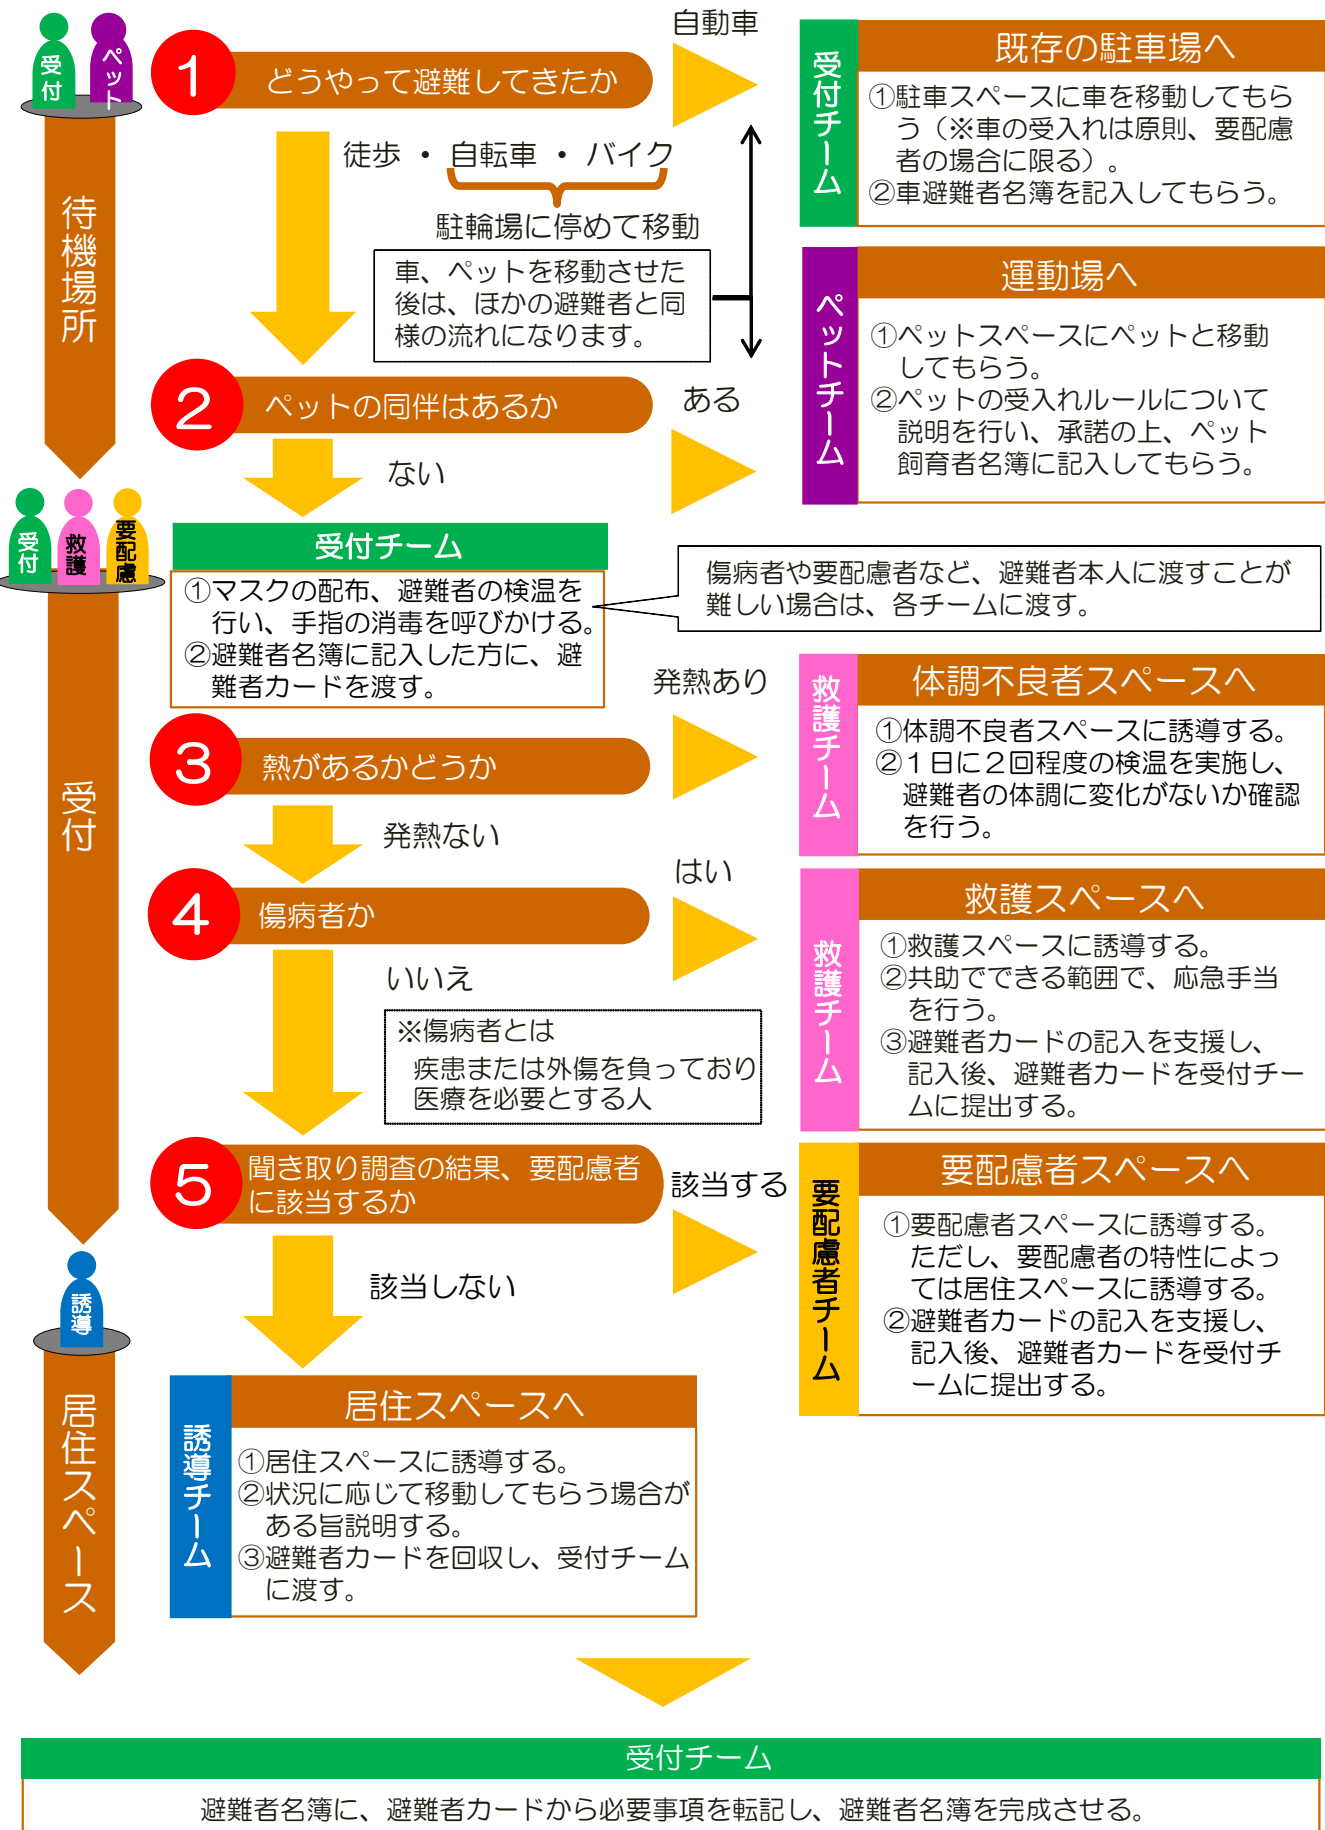 受付
ペット
待機場所
1
どうやって避難してきたか
自動車
徒歩 ・ 自転車 ・ バイク
駐輪場に停めて移動
車、ペットを移動させた
後は、ほかの避難者と同
様の流れになります。
受付チーム
既存の駐車場へ
①駐車スペースに車を移動してもら
う（※車の受入れは原則、要配慮
者の場合に限る）。
②車避難者名簿を記入してもらう。
2
ペットの同伴はあるか
ある
ない
ペットチーム
運動場へ
①ペットスペースにペットと移動
してもらう。
②ペットの受入れルールについて
説明を行い、承諾の上、ペット
飼育者名簿に記入してもらう。
受付
救護
要配慮
受付
受付チーム
①マスクの配布、避難者の検温を
行い、手指の消毒を呼びかける。
②避難者名簿に記入した方に、避
難者カードを渡す。
傷病者や要配慮者など、避難者本人に渡すことが
難しい場合は、各チームに渡す。
3
熱があるかどうか
発熱あり
発熱ない
救護チーム
体調不良者スペースへ
①体調不良者スペースに誘導する。
②１日に２回程度の検温を実施し、
避難者の体調に変化がないか確認
を行う。
4
傷病者か
はい
いいえ
※傷病者とは
疾患または外傷を負っており
医療を必要とする人
救護チーム
救護スペースへ
①救護スペースに誘導する。
②共助でできる範囲で、応急手当
を行う。
③避難者カードの記入を支援し、
記入後、避難者カードを受付チー
ムに提出する。
5
聞き取り調査の結果、要配慮者
に該当するか
該当する
該当しない
要配慮者チーム
要配慮者スペースへ
①要配慮者スペースに誘導する。
ただし、要配慮者の特性によっ
ては居住スペースに誘導する。
②避難者カードの記入を支援し、
記入後、避難者カードを受付チ
ームに提出する。
誘導
居住スペース
誘導チーム
居住スペースへ
①居住スペースに誘導する。
②状況に応じて移動してもらう場合が
ある旨説明する。
③避難者カードを回収し、受付チーム
に渡す。
受付チーム
避難者名簿に、避難者カードから必要事項を転記し、避難者名簿を完成させる。